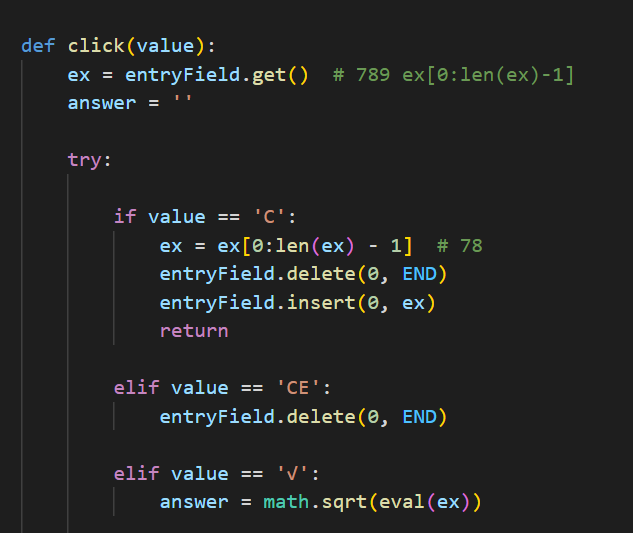 def click(value):
    ex = entryField.get()  # 789 ex[0:len(ex)-1]
    answer = ''

    try:

        if value == 'C':
            ex = ex[0:len(ex) - 1]  # 78
            entryField.delete(0, END)
            entryField.insert(0, ex)
            return

        elif value == 'CE':
            entryField.delete(0, END)

        elif value == '√':
            answer = math.sqrt(eval(ex))